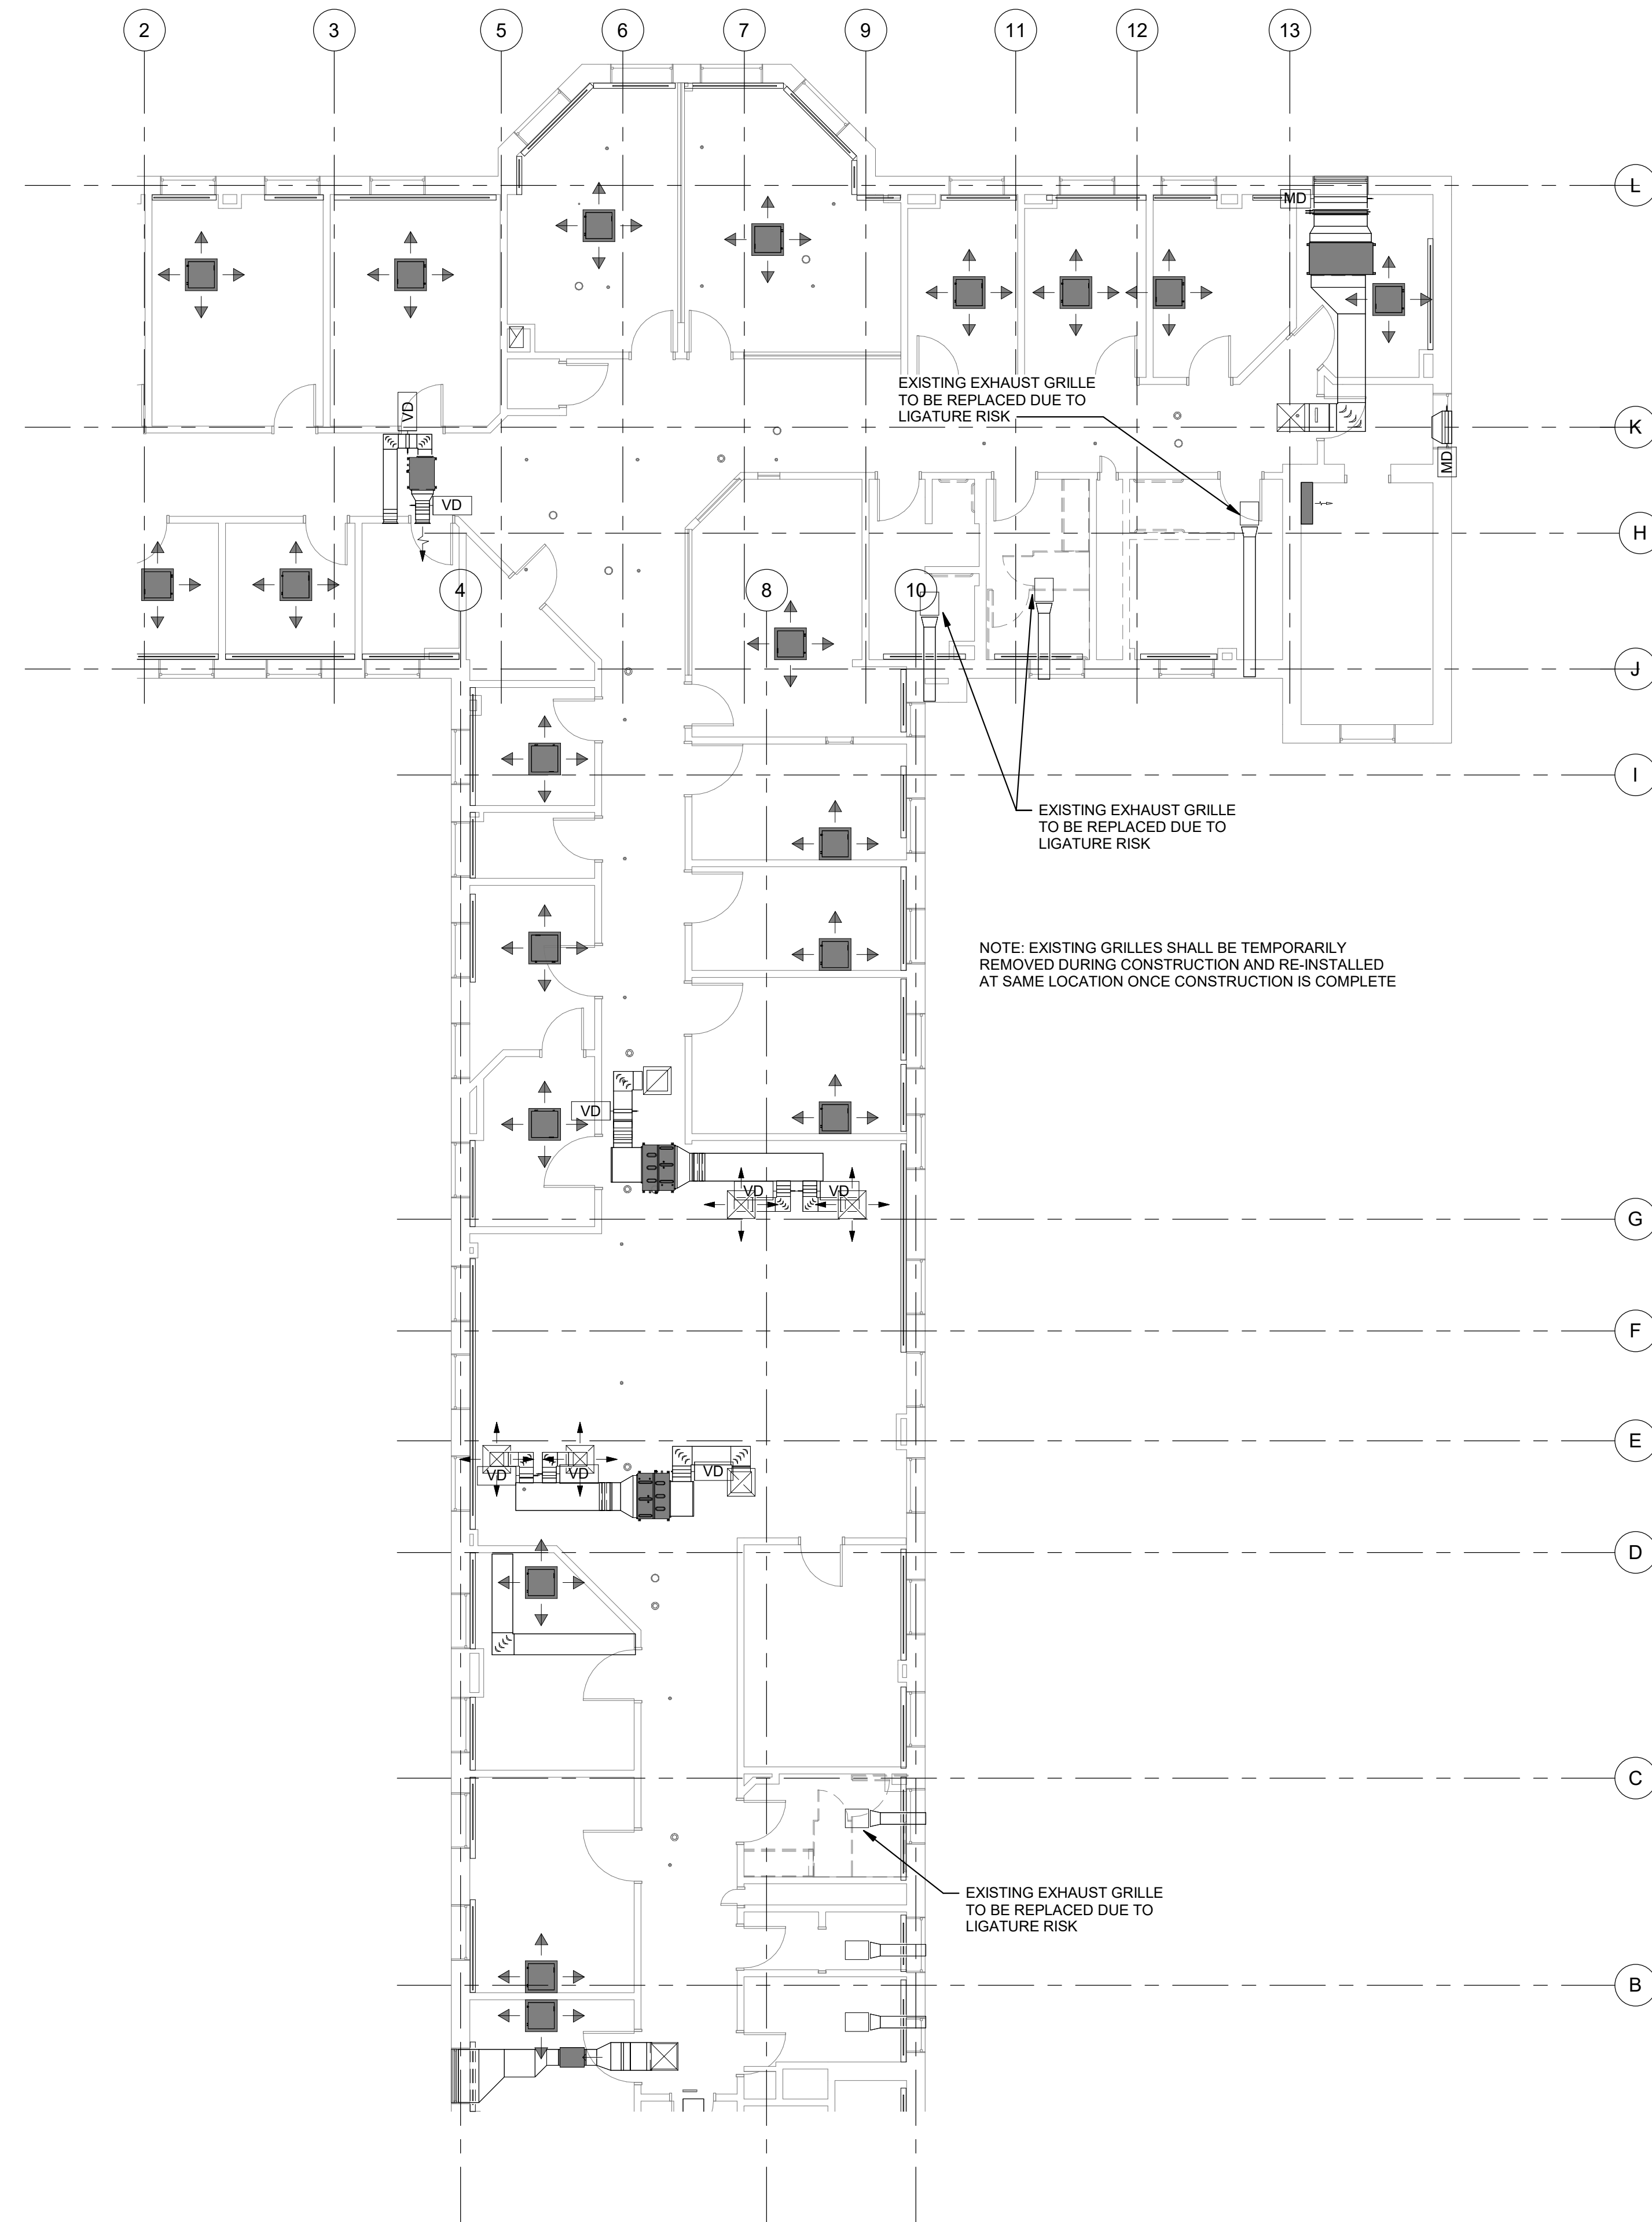 2
3
5
6
7
9
11
12
13
L
MD
EXISTING EXHAUST GRILLE
TO BE REPLACED DUE TO
LIGATURE RISK
VD
K
MD
VD
H
4
8
10
J
I
EXISTING EXHAUST GRILLE
TO BE REPLACED DUE TO
LIGATURE RISK
NOTE: EXISTING GRILLES SHALL BE TEMPORARILY
REMOVED DURING CONSTRUCTION AND RE-INSTALLED
AT SAME LOCATION ONCE CONSTRUCTION IS COMPLETE
VD
VD
VD
G
F
E
VD
VD
VD
D
C
EXISTING EXHAUST GRILLE
TO BE REPLACED DUE TO
LIGATURE RISK
B